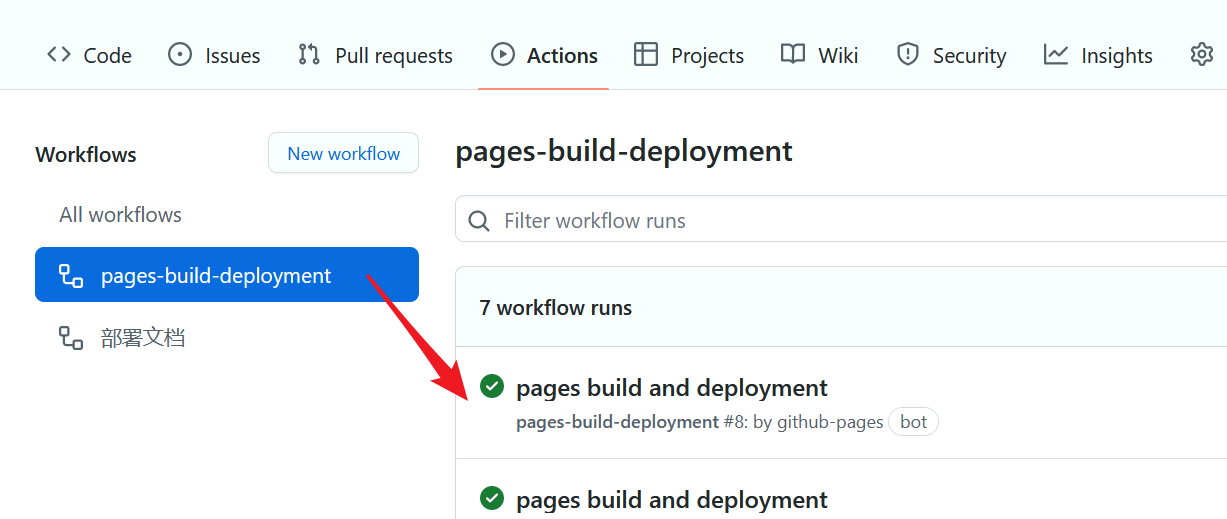 Code Issues Pull requests Actions Projects Wiki Security Insights
Workflows
New workflow
All workflows
pages-build-deployment
部署文档
pages-build-deployment
Filter workflow runs
7 workflow runs
pages build and deployment
pages-build-deployment #8: by github-pages bot
pages build and deployment